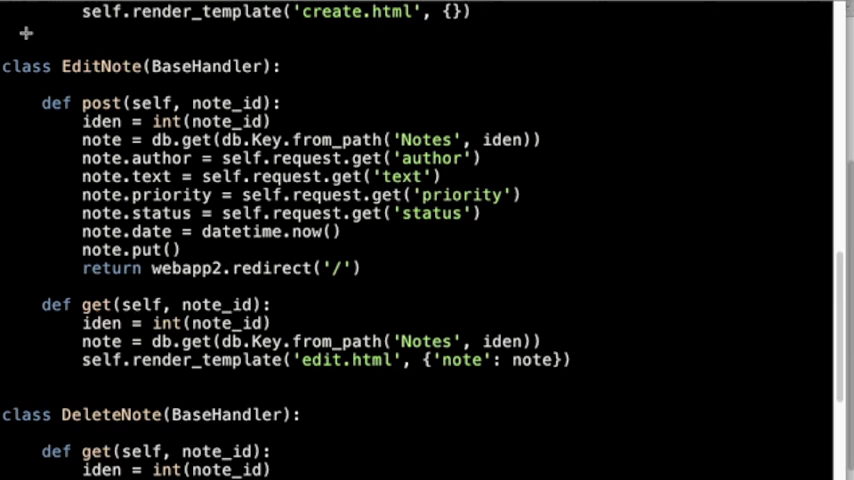 self.render_template('create.html', {})
class EditNote(BaseHandler):
def post(self, note_id):
iden = int(note_id)
note = db.get(db.Key.from_path('Notes', iden))
note.author = self.request.get('author')
note.text = self.request.get('text')
note.priority = self.request.get('priority')
note.status = self.request.get('status')
note.date = datetime.now()
note.put()
return webapp2.redirect('/')
def get(self, note_id):
iden = int(note_id)
note = db.get(db.Key.from_path('Notes', iden))
self.render_template('edit.html', {'note': note})
class DeleteNote(BaseHandler):
def get(self, note_id):
iden = int(note_id)